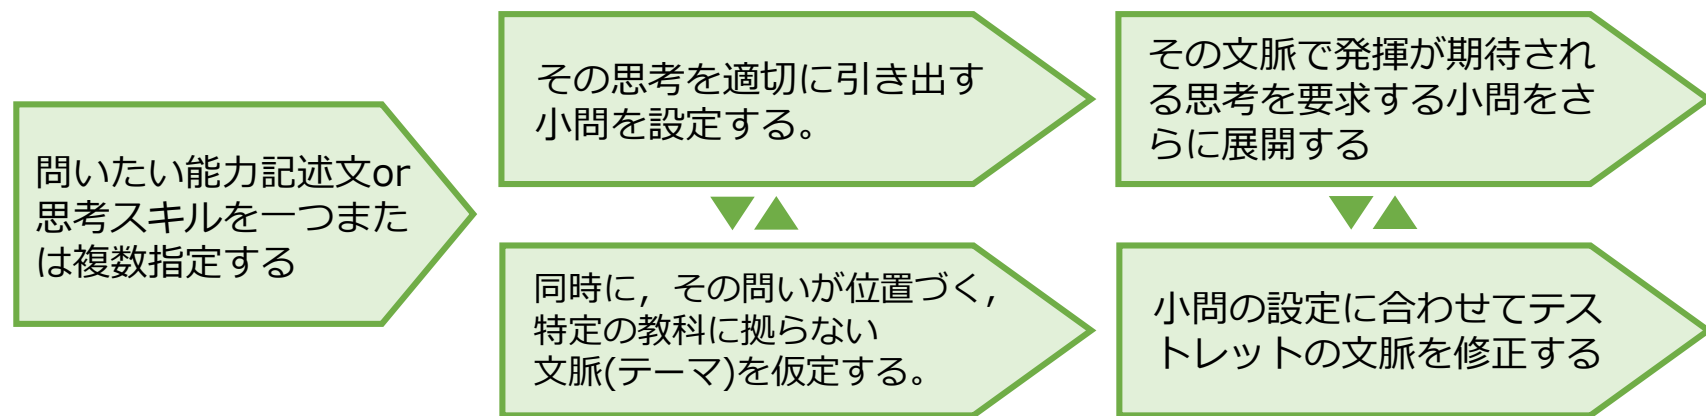 問いたい能力記述文or
思考スキルを一つまた
は複数指定する
その思考を適切に引き出す
小問を設定する。
同時に，その問いが位置づく，
特定の教科に拠らない
文脈(テーマ)を仮定する。
その文脈で発揮が期待され
る思考を要求する小問をさ
らに展開する
小問の設定に合わせてテス
トレットの文脈を修正する